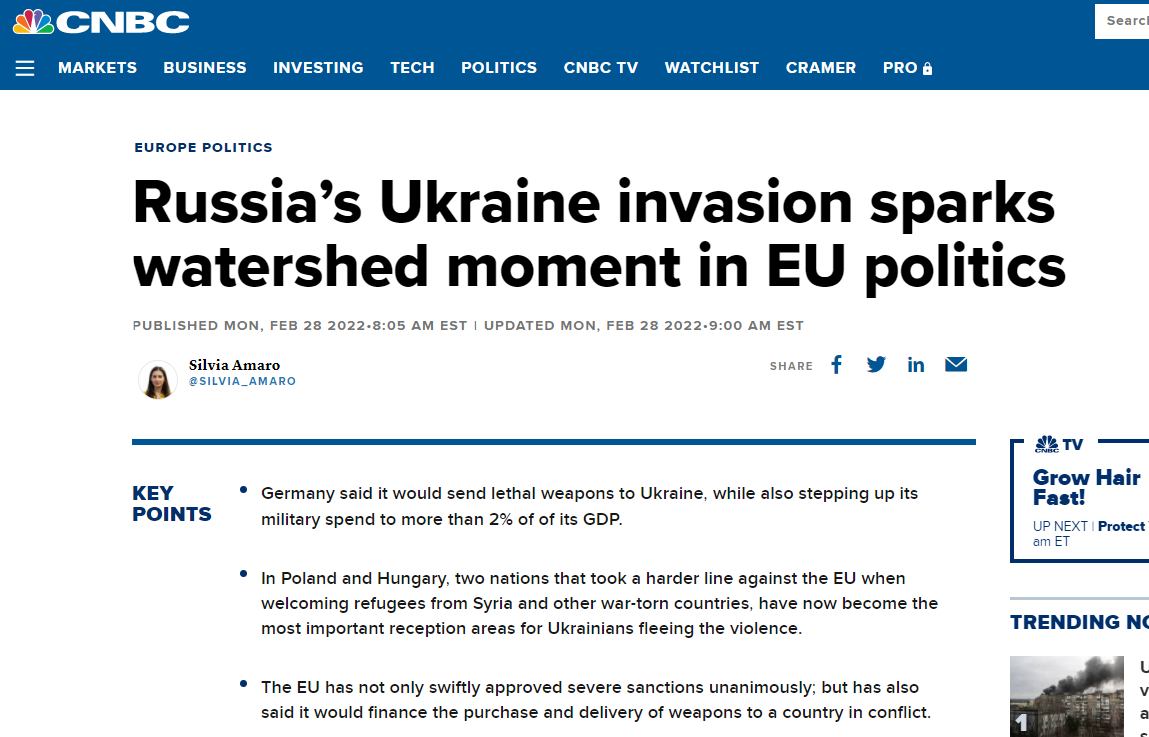 CNBC
Search
MARKETS BUSINESS INVESTING TECH POLITICS CNBC TV WATCHLIST CRAMER PRO
EUROPE POLITICS
Russia’s Ukraine invasion sparks
watershed moment in EU politics
PUBLISHED MON, FEB 28 2022•8:05 AM EST | UPDATED MON, FEB 28 2022•9:00 AM EST
Silvia Amaro
@SILVIA_AMARO
SHARE
KEY
POINTS
Germany said it would send lethal weapons to Ukraine, while also stepping up its
military spend to more than 2% of of its GDP.
In Poland and Hungary, two nations that took a harder line against the EU when
welcoming refugees from Syria and other war-torn countries, have now become the
most important reception areas for Ukrainians fleeing the violence.
The EU has not only swiftly approved severe sanctions unanimously; but has also
said it would finance the purchase and delivery of weapons to a country in conflict.
CNBC TV
Grow Hair
Fast!
UP NEXT | Protect
am ET
TRENDING
1